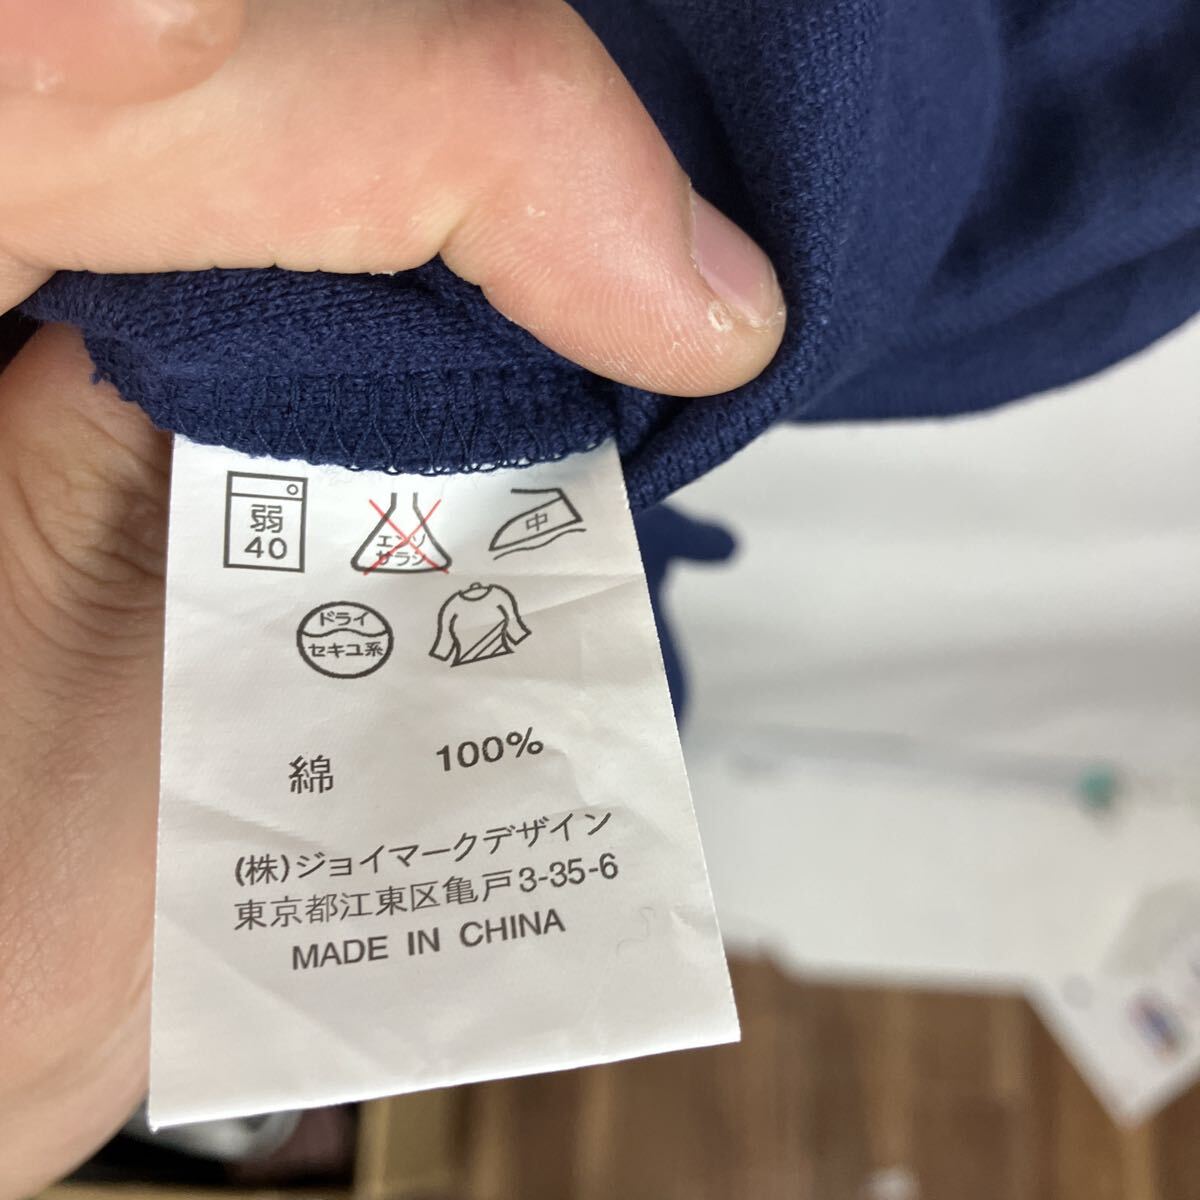 弱
40
エンソ
サラシ
中
ドライ
セキユ系
綿 100%
(株)ジョイマークデザイン
東京都江東区亀戸3-35-6
MADE IN CHINA